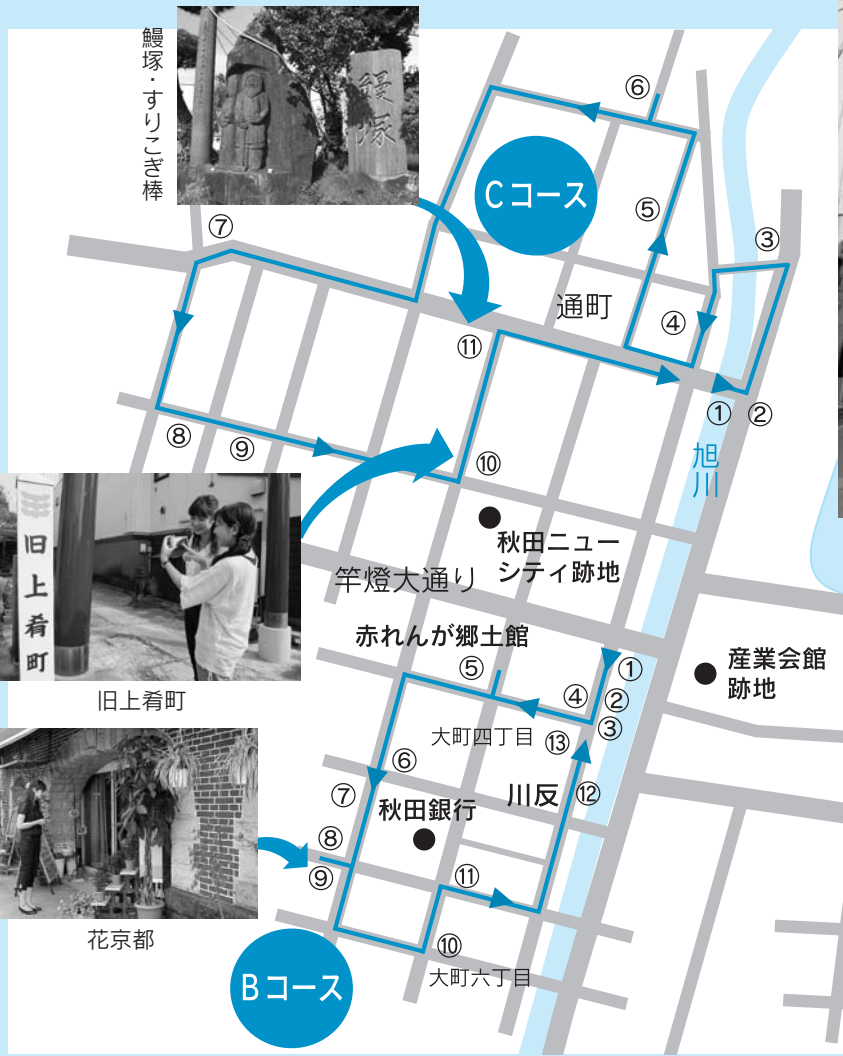 鰻塚・すりこぎ棒
鰻塚
Cコース
⑥
⑤
③
⑦
通町
④
⑪
①
②
⑧
⑨
⑩
旭川
秋田ニュー
シティ跡地
竿燈大通り
旧上肴町
旧上肴町
赤れんが郷土館
⑤
④
①
②
③
産業会館
跡地
大町四丁目
⑬
⑥
⑦
川反
⑫
秋田銀行
⑧
⑨
⑪
花京都
⑩
大町六丁目
Bコース